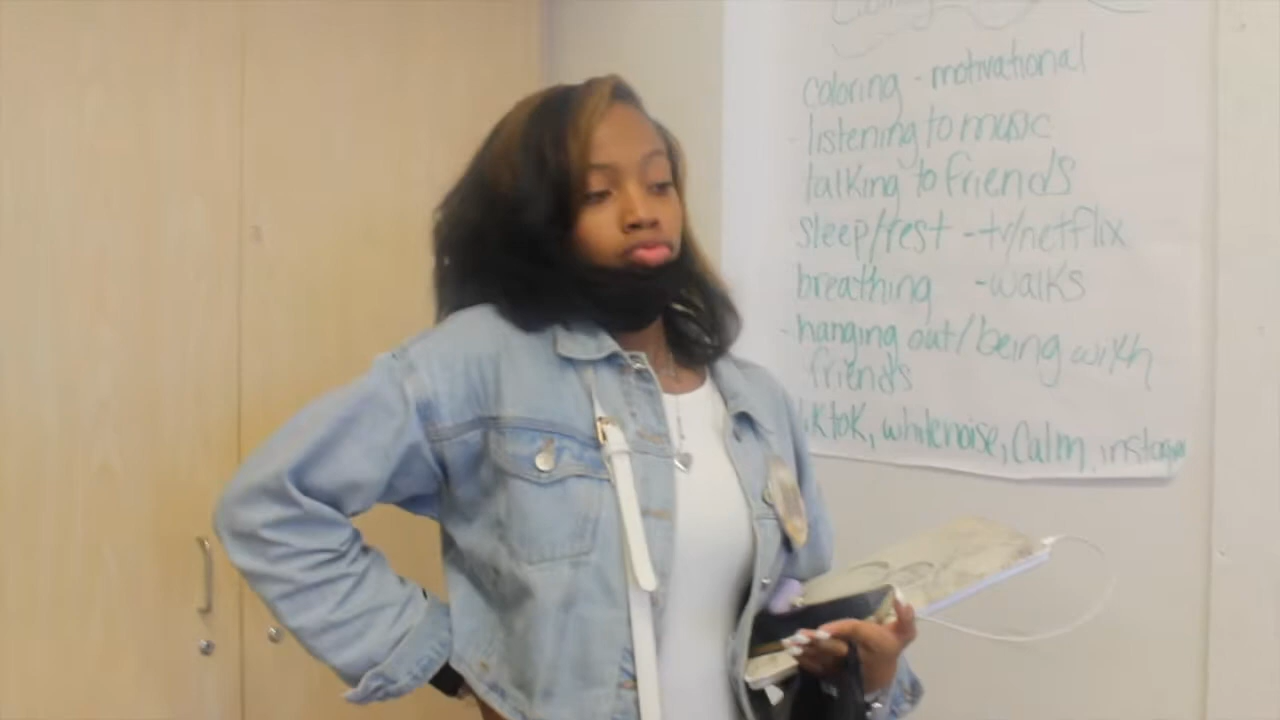 coloring - motivational
- listening to music
talking to friends
sleep/rest - tv/netflix
breathing - walks
- hanging out/being with
friends
tiktok, whitenoise, Calm,